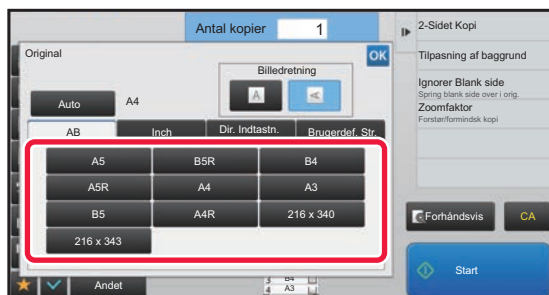 Antal kopier 1
Original
OK
Billedretning
A
A
Auto A4
AB Inch Dir. Indtastn. Brugerdef. Str.
A5 B5R B4
A5R A4 A3
B5 A4R 216 x 340
216 x 343
Andet
3 B4
4 A3
2-Sidet Kopi
Tilpasning af baggrund
Ignorer Blank side
Spring blank side over i orig.
Zoomfaktor
Forstør/formindsk kopi
Forhåndsvis CA
Start